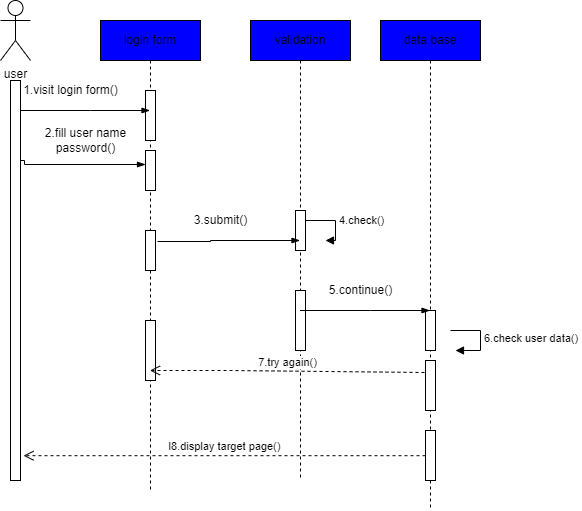 login form
validation
data base
user
1.visit login form()
2.fill user name
password()
3.submit()
4.check()
5.continue()
6.check user data()
7.try again()
l8.display target page()